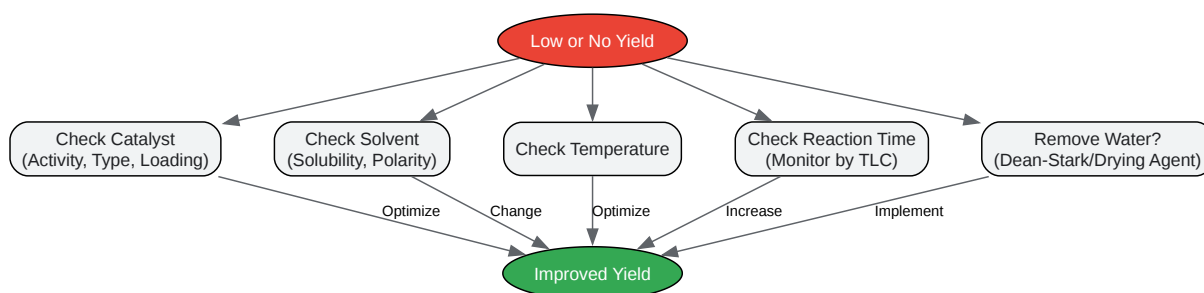 Low or No Yield
Check Catalyst
(Activity, Type, Loading)
Check Solvent
(Solubility, Polarity)
Check Temperature
Check Reaction Time
(Monitor by TLC)
Remove Water?
(Dean-Stark/Drying Agent)
Optimize
Change
Optimize
Increase
Implement
Improved Yield